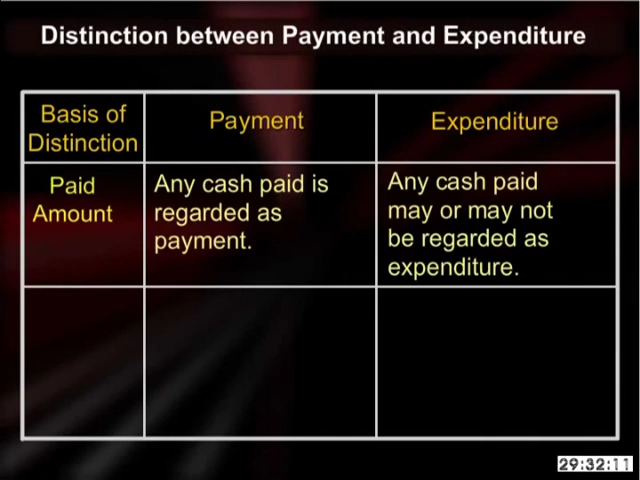 Distinction between Payment and Expenditure
Basis of
Distinction
Payment
Expenditure
Paid
Amount
Any cash paid is
regarded as
payment.
Any cash paid
may or may not
be regarded as
expenditure.
29:32:11